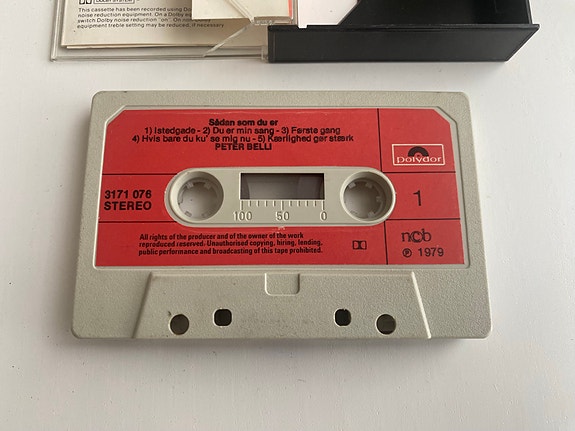 DOLBY SYSTEM
This cassette has been recorded using Do
noise reduction equipment. On a Dolby
switch Dolby noise reduction "on". On no
equipment treble setting may be reduced, if necessary.
Sådan som du er
1) Istedgade - 2) Du er min sang - 3) Første gang
4) Hvis bare du ku' se mig nu - 5) Kærlighed gør stærk
PETER BELLI
polydor
3171 076
STEREO
100 50 0
1
All rights of the producer and of the owner of the work
reproduced reserved. Unauthorised copying, hiring, lending,
public performance and broadcasting of this tape prohibited.
ncb
℗ 1979